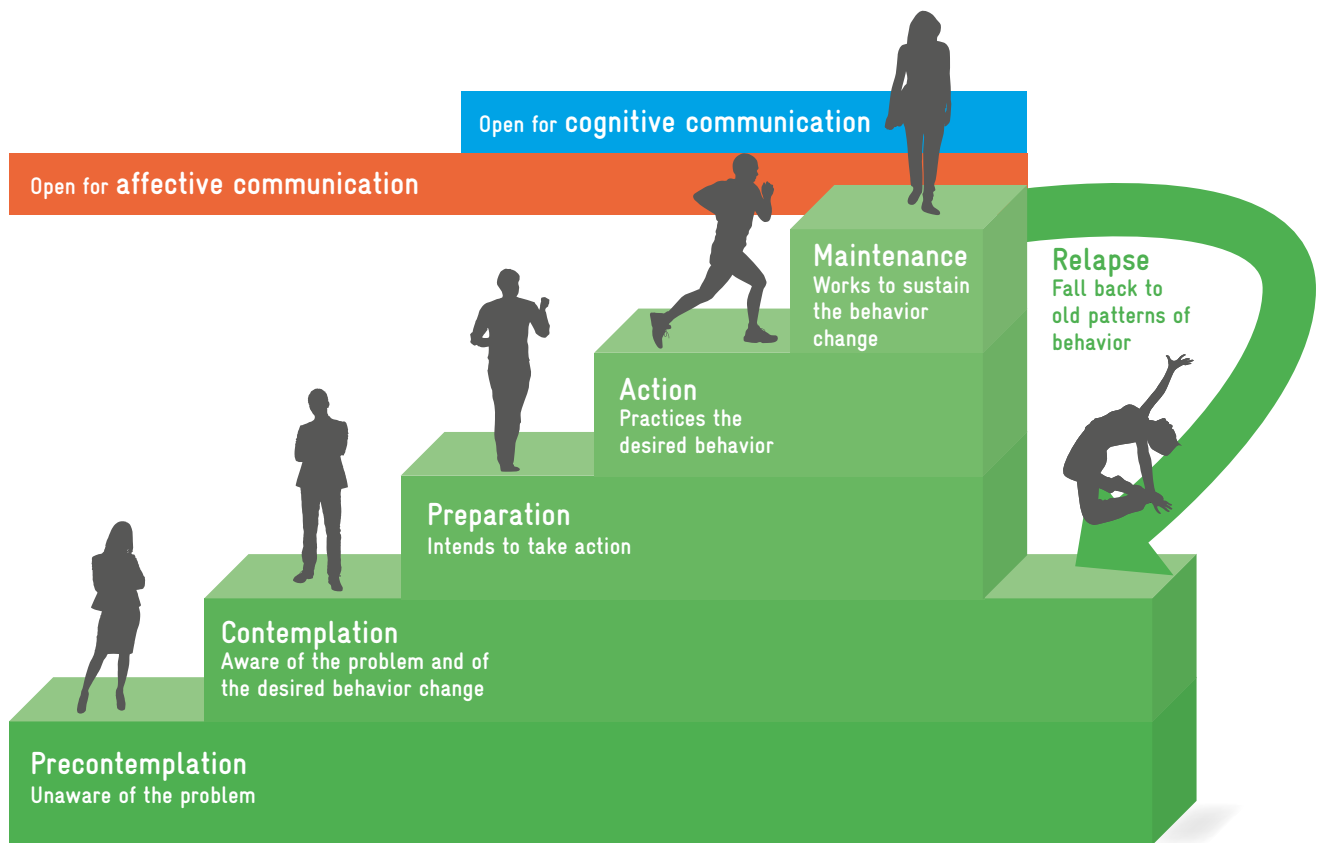 Open for cognitive communication
Open for affective communication
Maintenance
Works to sustain
the behavior
change
Relapse
Fall back to
old patterns of
behavior
Action
Practices the
desired behavior
Preparation
Intends to take action
Contemplation
Aware of the problem and of
the desired behavior change
Precontemplation
Unaware of the problem